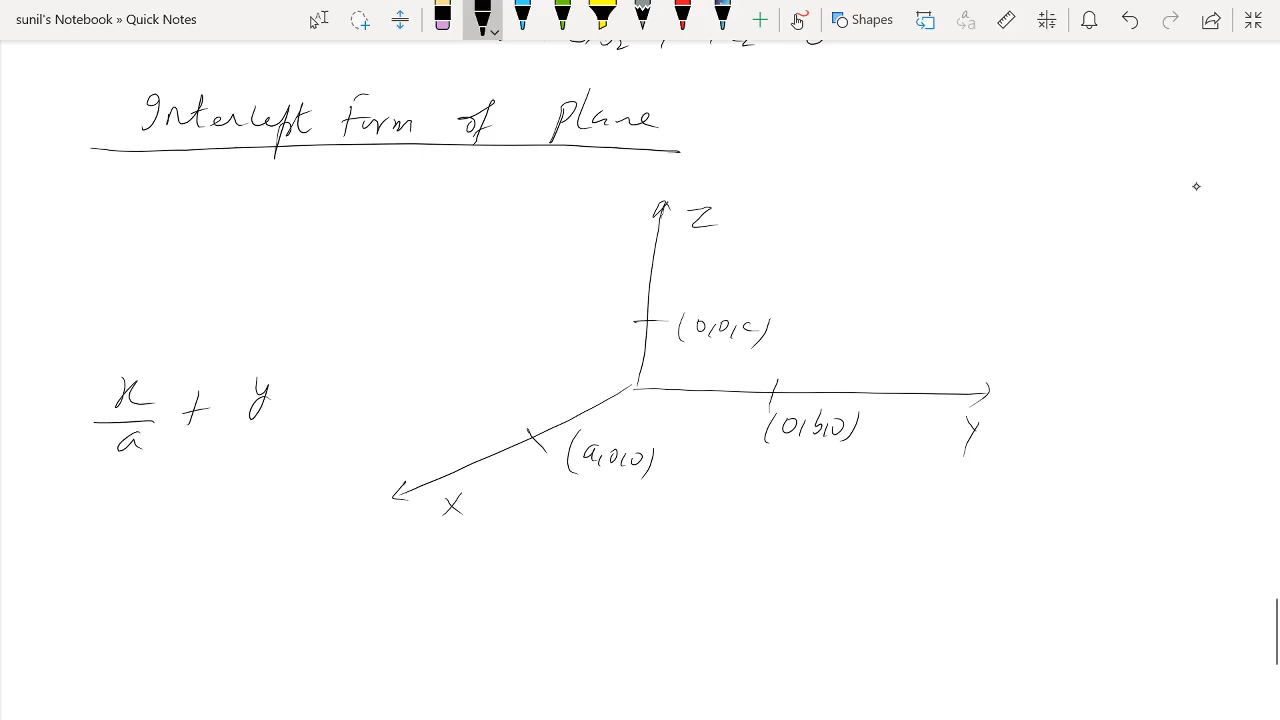 sunil's Notebook » Quick Notes
Shapes
Intercept Form of plane
Z
(0,0,c)
x/a + y
(0,b,0)
Y
(a,0,0)
X